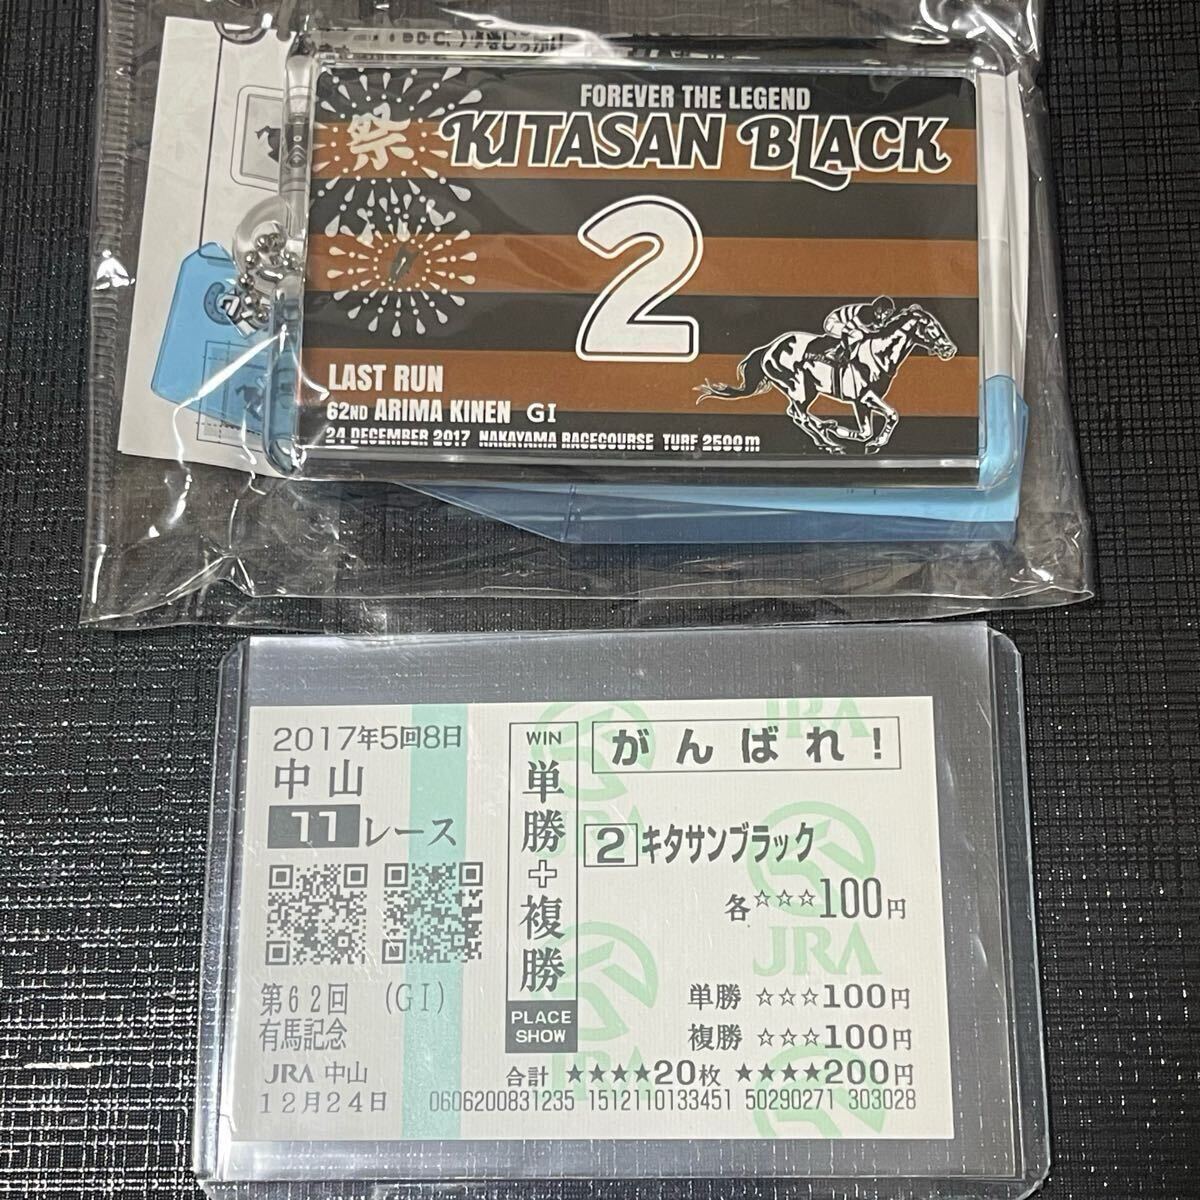 FOREVER THE LEGEND
祭 KITASAN BLACK
2
LAST RUN
62ND ARIMA KINEN GI
24 DECEMBER 2017 NAKAYAMA RACECOURSE TURF 2500m
2017年5回8日
中山
11レース
第62回 (GI)
有馬記念
JRA 中山
12月24日
WIN
単勝+複勝
PLACE
SHOW
がんばれ!
2 キタサンブラック
各☆☆☆100円
JRA
単勝 ☆☆☆100円
複勝 ☆☆☆100円
合計 ★★★★20枚 ★★★★200円
0606200831235 1512110133451 50290271 303028